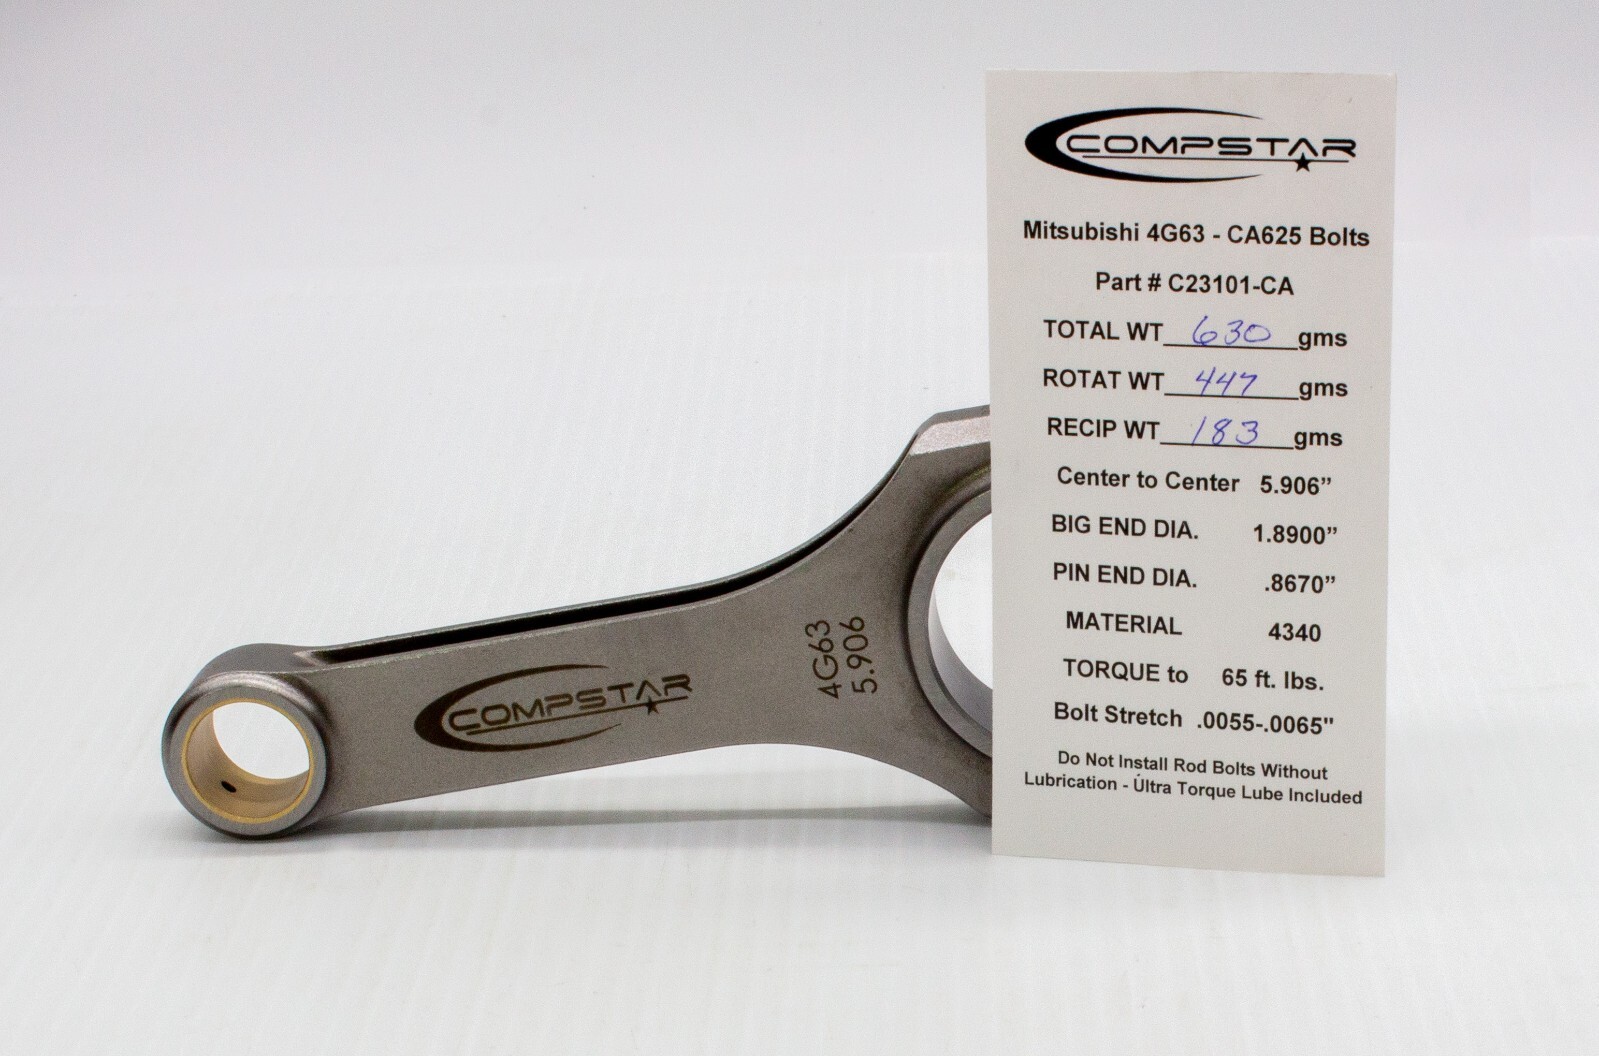 COMPSTAR
Mitsubishi 4G63 - CA625 Bolts
Part # C23101-CA
TOTAL WT 630 gms
ROTAT WT 447 gms
RECIP WT 183 gms
Center to Center 5.906”
BIG END DIA. 1.8900”
PIN END DIA. .8670”
MATERIAL 4340
TORQUE to 65 ft. lbs.
Bolt Stretch .0055-.0065"
Do Not Install Rod Bolts Without
Lubrication - Ultra Torque Lube Included
COMPSTAR
4G63
5.906